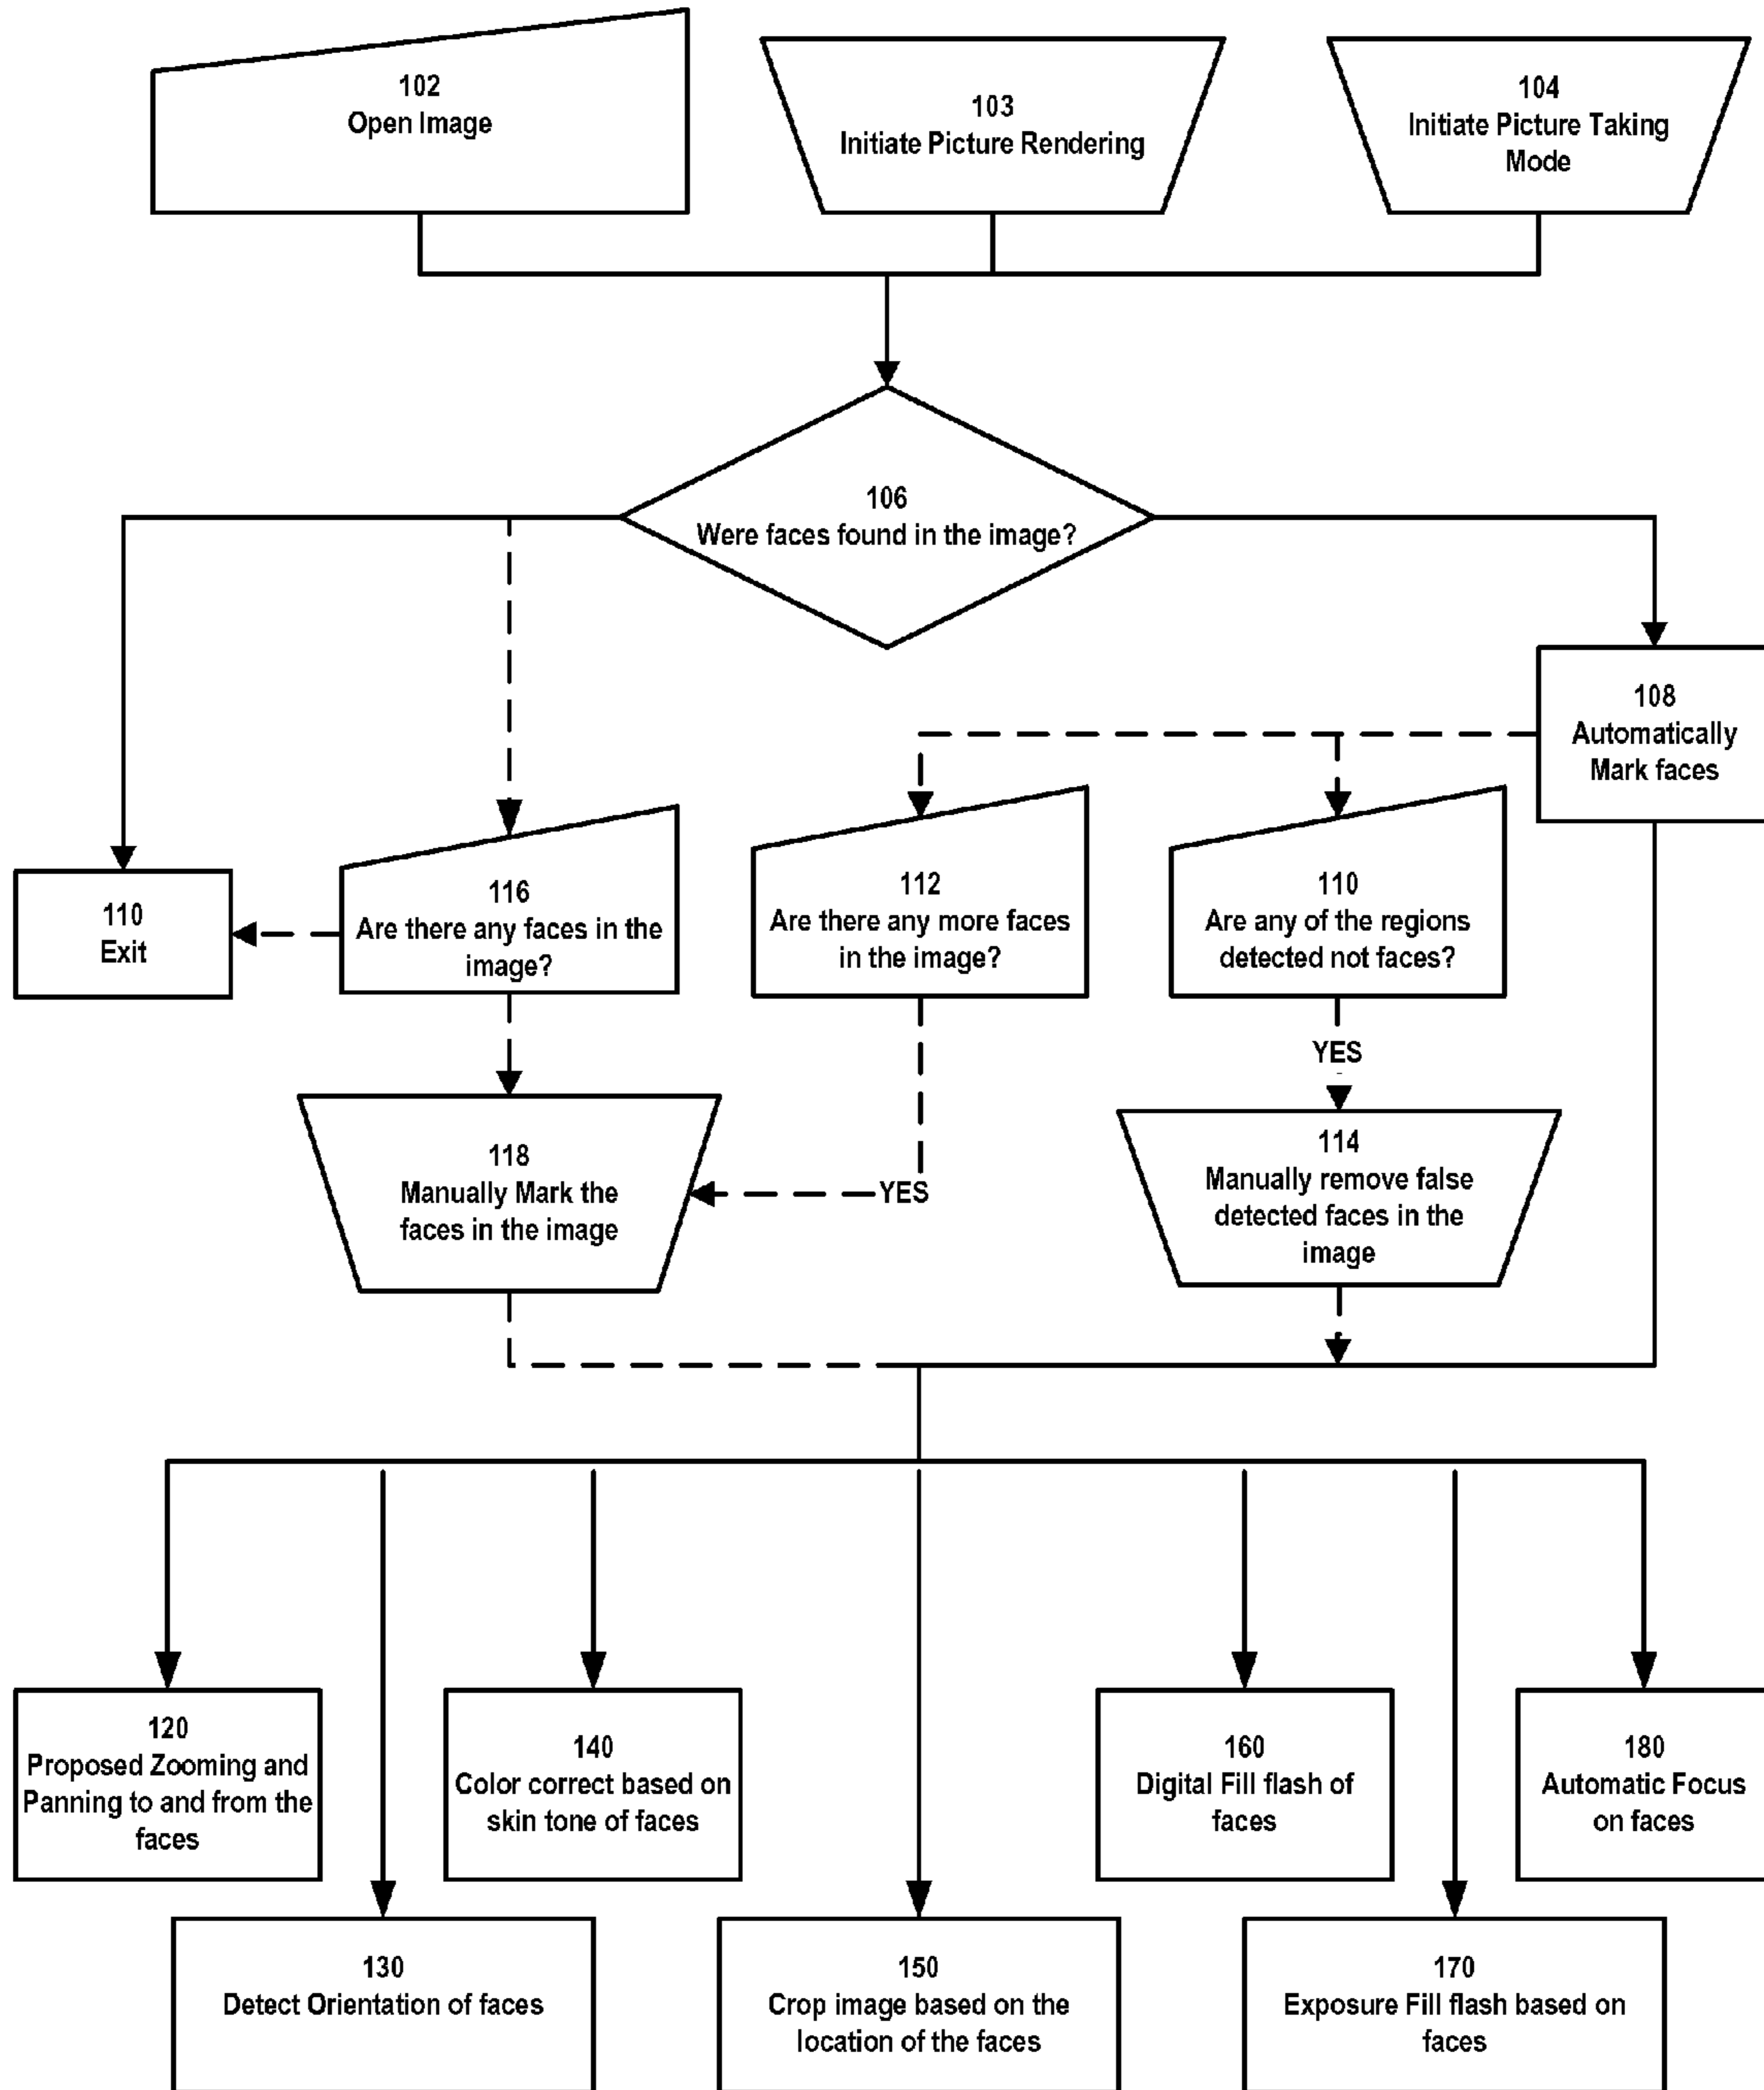 102
Open Image
103
Initiate Picture Rendering
104
Initiate Picture Taking
Mode
106
Were faces found in the image?
108
Automatically
Mark faces
110
Exit
116
Are there any faces in the
image?
112
Are there any more faces
in the image?
110
Are any of the regions
detected not faces?
YES
118
Manually Mark the
faces in the image
YES
114
Manually remove false
detected faces in the
image
120
Proposed Zooming and
Panning to and from the
faces
140
Color correct based on
skin tone of faces
160
Digital Fill flash of
faces
180
Automatic Focus
on faces
130
Detect Orientation of faces
150
Crop image based on the
location of the faces
170
Exposure Fill flash based on
faces